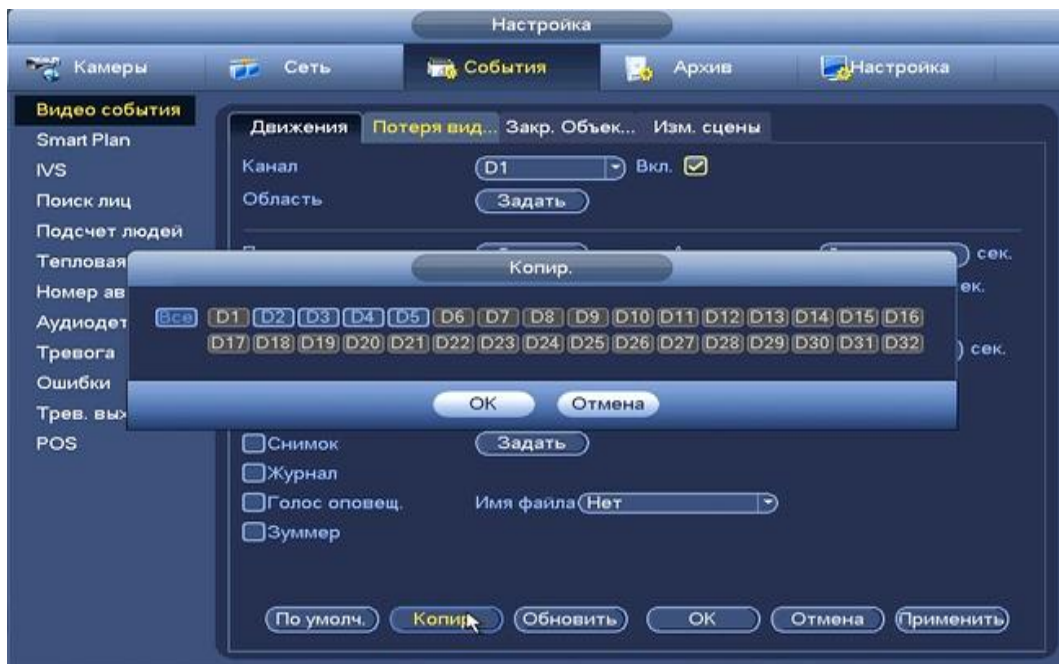 Настройка
Камеры Сеть События Архив Настройка
Видео события
Smart Plan
IVS
Поиск лиц
Подсчет людей
Тепловая
Номер ав
Аудиодет
Тревога
Ошибки
Трев. вых
POS
Движения Потеря вид... Закр. Объек... Изм. сцены
Канал D1 Вкл.
Область Задать
сек.
Копир.
ек.
Все D1 D2 D3 D4 D5 D6 D7 D8 D9 D10 D11 D12 D13 D14 D15 D16
D17 D18 D19 D20 D21 D22 D23 D24 D25 D26 D27 D28 D29 D30 D31 D32
сек.
OK Отмена
Снимок Задать
Журнал
Голос оповещ. Имя файла Нет
Зуммер
По умолч. Копир Обновить OK Отмена Применить